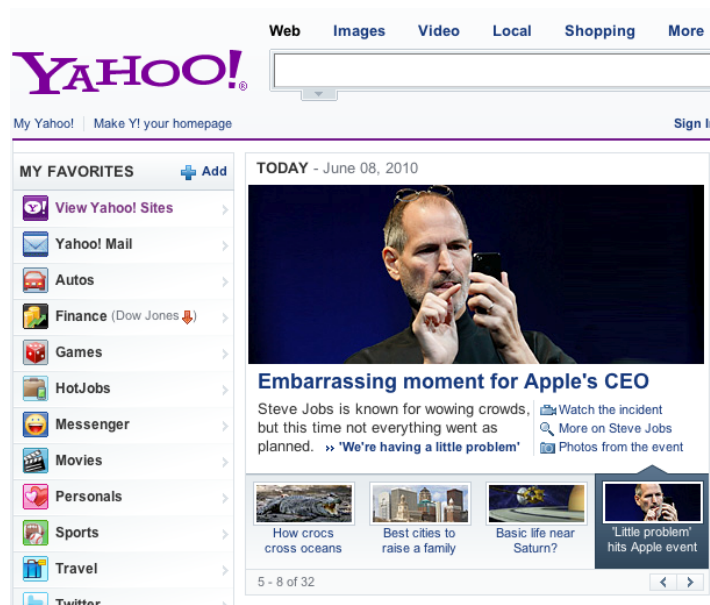 Web Images Video Local Shopping More
YAHOO!®
My Yahoo! Make Y! your homepage
Sign I
MY FAVORITES Add
View Yahoo! Sites
Yahoo! Mail
Autos
Finance (Dow Jones )
Games
HotJobs
Messenger
Movies
Personals
Sports
Travel
Twitter
TODAY - June 08, 2010
Embarrassing moment for Apple's CEO
Steve Jobs is known for wowing crowds,
but this time not everything went as
planned. » 'We're having a little problem'
Watch the incident
More on Steve Jobs
Photos from the event
How crocs
cross oceans
Best cities to
raise a family
Basic life near
Saturn?
'Little problem'
hits Apple event
5 - 8 of 32